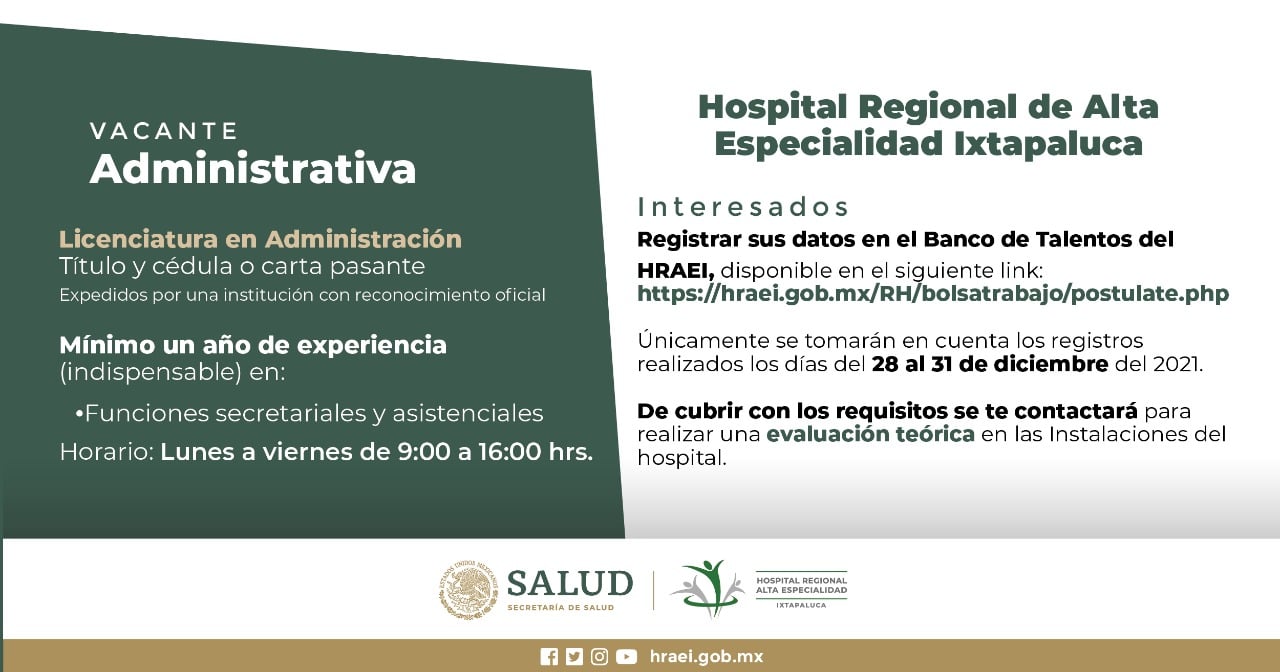 VACANTE
Administrativa
Licenciatura en Administración
Título y cédula o carta pasante
Expedidos por una institución con reconocimiento oficial
Mínimo un año de experiencia
(indispensable) en:
•Funciones secretariales y asistenciales
Horario: Lunes a viernes de 9:00 a 16:00 hrs.
Hospital Regional de Alta
Especialidad Ixtapaluca
Interesados
Registrar sus datos en el Banco de Talentos del
HRAEI, disponible en el siguiente link:
https://hraei.gob.mx/RH/bolsatrabajo/postulate.php
Únicamente se tomarán en cuenta los registros
realizados los días del 28 al 31 de diciembre del 2021.
De cubrir con los requisitos se te contactará para
realizar una evaluación teórica en las Instalaciones del
hospital.
ESTADOS UNIDOS MEXICANOS
SALUD
SECRETARÍA DE SALUD
HOSPITAL REGIONAL
ALTA ESPECIALIDAD
IXTAPALUCA
hraei.gob.mx